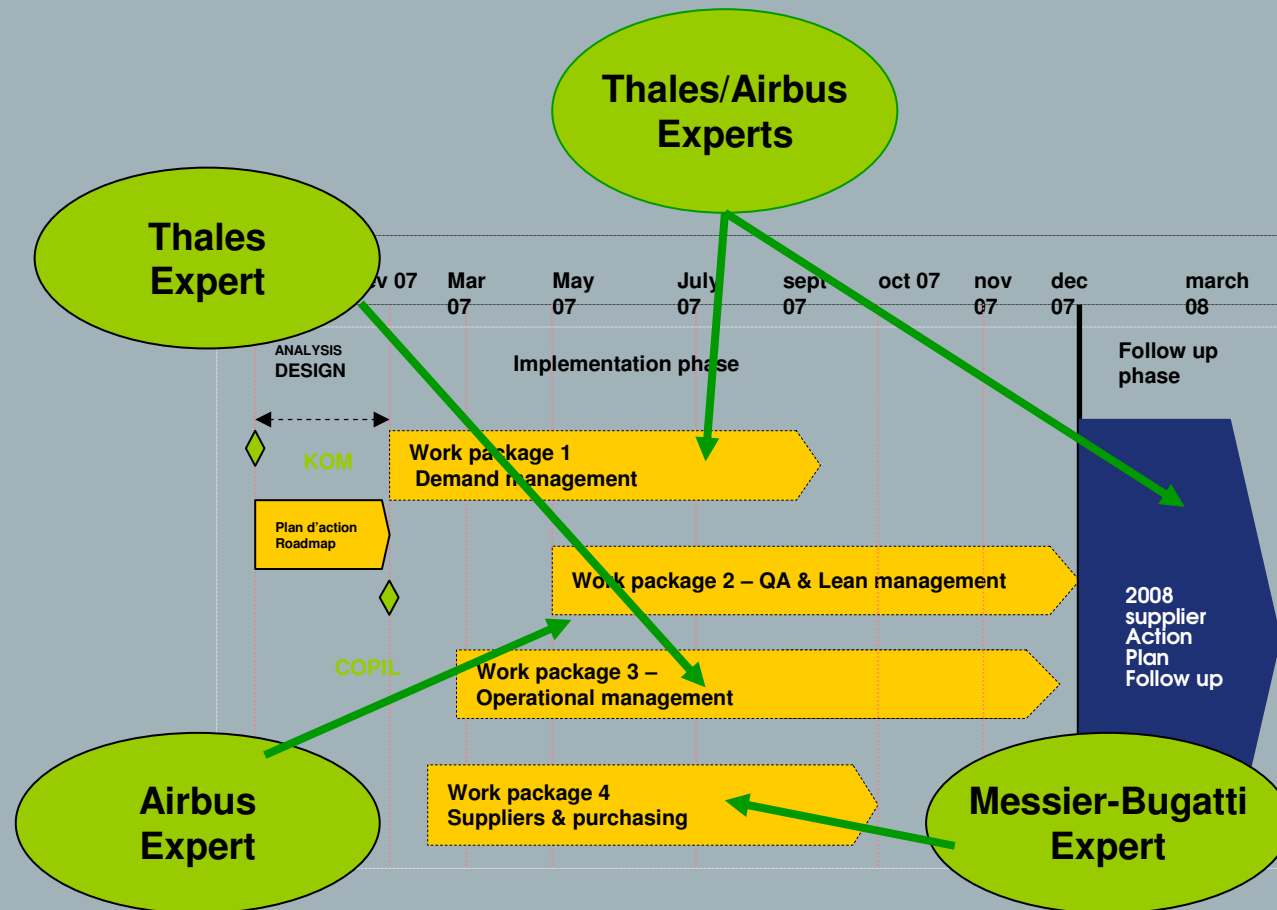 Thales/Airbus
Experts
Thales
Expert
ev 07
Mar
07
May
07
July
07
sept
07
oct 07
nov
07
dec
07
march
08
ANALYSIS
DESIGN
Implementation phase
Follow up
phase
KOM
Work package 1
Demand management
Plan d'action
Roadmap
Work package 2 – QA & Lean management
2008
supplier
Action
Plan
Follow up
COPIL
Work package 3 –
Operational management
Airbus
Expert
Work package 4
Suppliers & purchasing
Messier-Bugatti
Expert